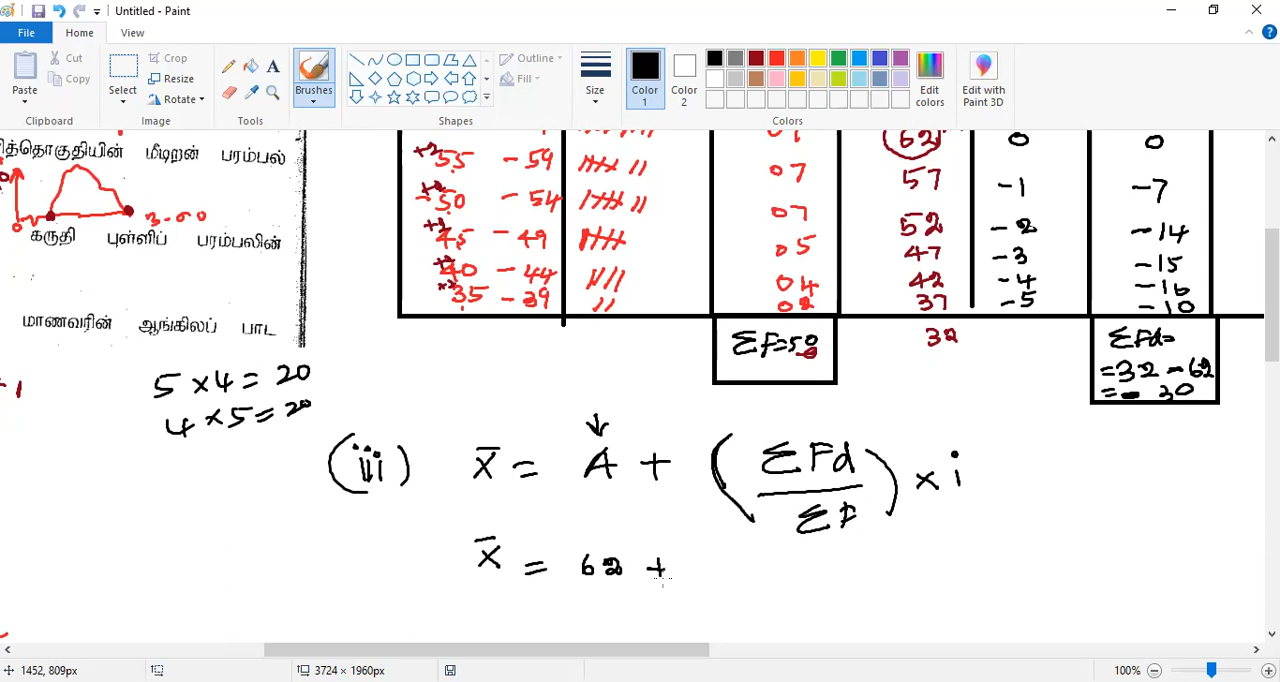 Untitled - Paint
File Home View
Paste Cut Copy Clipboard
Select Crop Resize Rotate Image
Tools
Brushes
Outline Fill Shapes
Size
Color 1 Color 2 Colors
Edit colors
Edit with Paint 3D
62 0 0
த்தொகுதியின் மீடிறன் பரம்பல்
55 - 59 07 57 -1 -7
50 - 54 07 52 -2 -14
கருதி புள்ளிப் பரம்பலின்
45 - 49 05 47 -3 -15
40 - 44 04 42 -4 -16
35 - 39 02 37 -5 -10
மாணவரின் ஆங்கிலப் பாட
ΣF=50 32 ΣFd=
=32 - 62
= - 30
5 x 4 = 20
4 x 5 = 20
(iii) x̄ = A + (ΣFd / ΣF) x i
x̄ = 62 +
1452, 809px 3724 × 1960px 100%